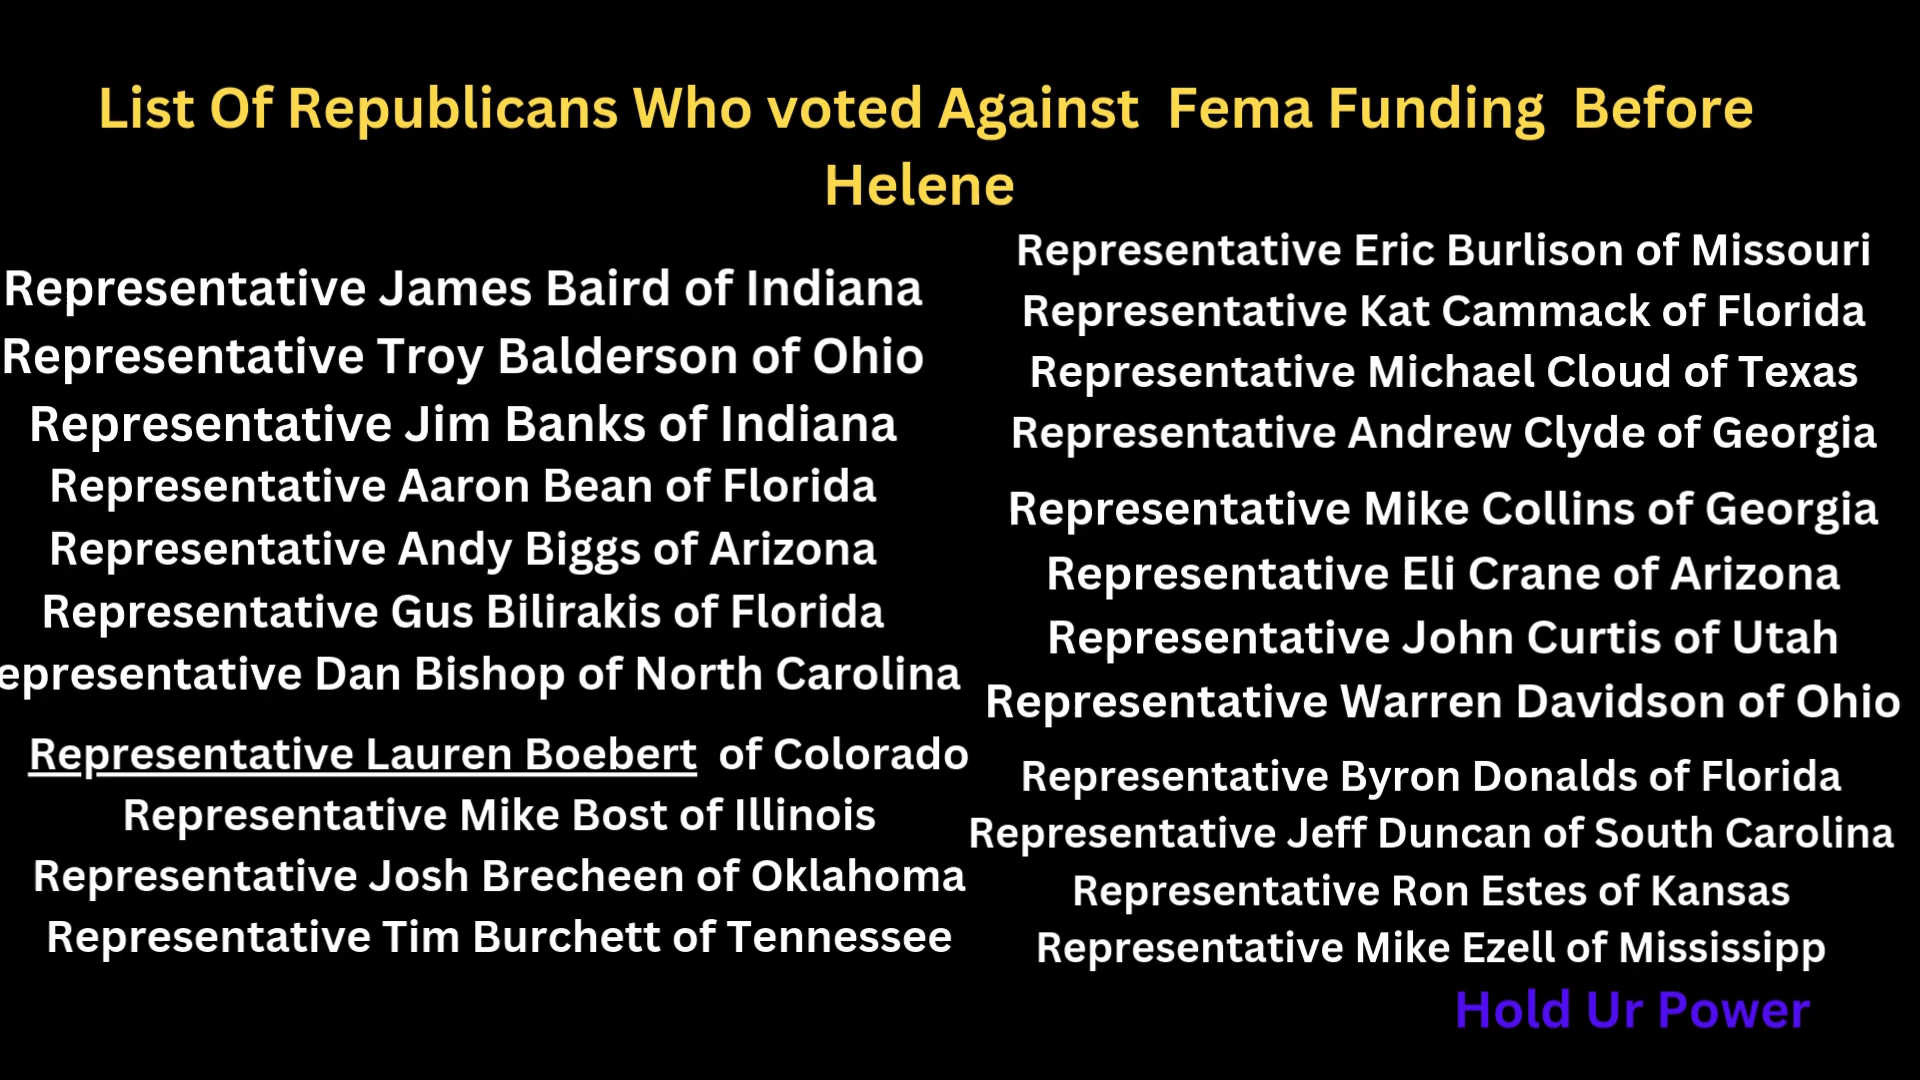 List Of Republicans Who voted Against Fema Funding Before
Helene
Representative James Baird of Indiana
Representative Troy Balderson of Ohio
Representative Jim Banks of Indiana
Representative Aaron Bean of Florida
Representative Andy Biggs of Arizona
Representative Gus Bilirakis of Florida
epresentative Dan Bishop of North Carolina
Representative Lauren Boebert of Colorado
Representative Mike Bost of Illinois
Representative Josh Brecheen of Oklahoma
Representative Tim Burchett of Tennessee
Representative Eric Burlison of Missouri
Representative Kat Cammack of Florida
Representative Michael Cloud of Texas
Representative Andrew Clyde of Georgia
Representative Mike Collins of Georgia
Representative Eli Crane of Arizona
Representative John Curtis of Utah
Representative Warren Davidson of Ohio
Representative Byron Donalds of Florida
Representative Jeff Duncan of South Carolina
Representative Ron Estes of Kansas
Representative Mike Ezell of Mississipp
Hold Ur Power